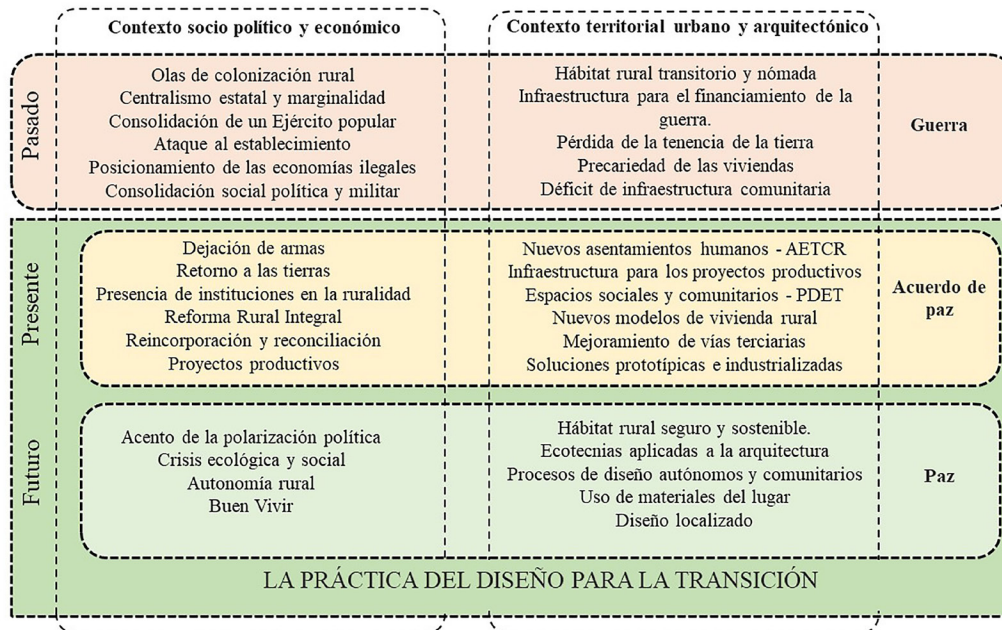 Contexto socio político y económico
Contexto territorial urbano y arquitectónico
Pasado
Olas de colonización rural
Centralismo estatal y marginalidad
Consolidación de un Ejército popular
Ataque al establecimiento
Posicionamiento de las economías ilegales
Consolidación social política y militar
Hábitat rural transitorio y nómada
Infraestructura para el financiamiento de la
guerra.
Pérdida de la tenencia de la tierra
Precariedad de las viviendas
Déficit de infraestructura comunitaria
Guerra
Presente
Dejación de armas
Retorno a las tierras
Presencia de instituciones en la ruralidad
Reforma Rural Integral
Reincorporación y reconciliación
Proyectos productivos
Nuevos asentamientos humanos - AETCR
Infraestructura para los proyectos productivos
Espacios sociales y comunitarios - PDET
Nuevos modelos de vivienda rural
Mejoramiento de vías terciarias
Soluciones prototípicas e industrializadas
Acuerdo de
paz
Futuro
Acento de la polarización política
Crisis ecológica y social
Autonomía rural
Buen Vivir
Hábitat rural seguro y sostenible.
Ecotecnias aplicadas a la arquitectura
Procesos de diseño autónomos y comunitarios
Uso de materiales del lugar
Diseño localizado
Paz
LA PRÁCTICA DEL DISEÑO PARA LA TRANSICIÓN